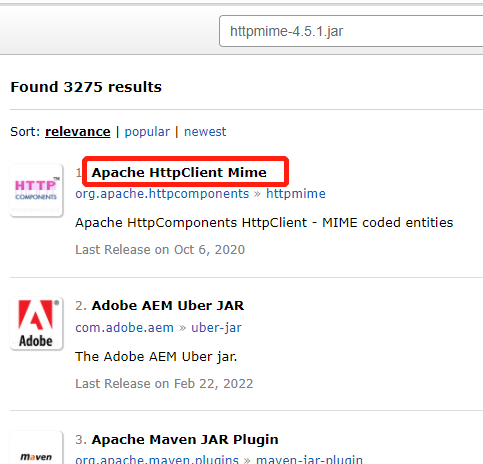 httpmime-4.5.1.jar
Found 3275 results
Sort: relevance | popular | newest
HTTP™
COMPONENTS
1. Apache HttpClient Mime
org.apache.httpcomponents » httpmime
Apache HttpComponents HttpClient - MIME coded entities
Last Release on Oct 6, 2020
Adobe
2. Adobe AEM Uber JAR
com.adobe.aem » uber-jar
The Adobe AEM Uber jar.
Last Release on Feb 22, 2022
maven
3. Apache Maven JAR Plugin
org.apache.maven.plugins » maven-jar-plugin